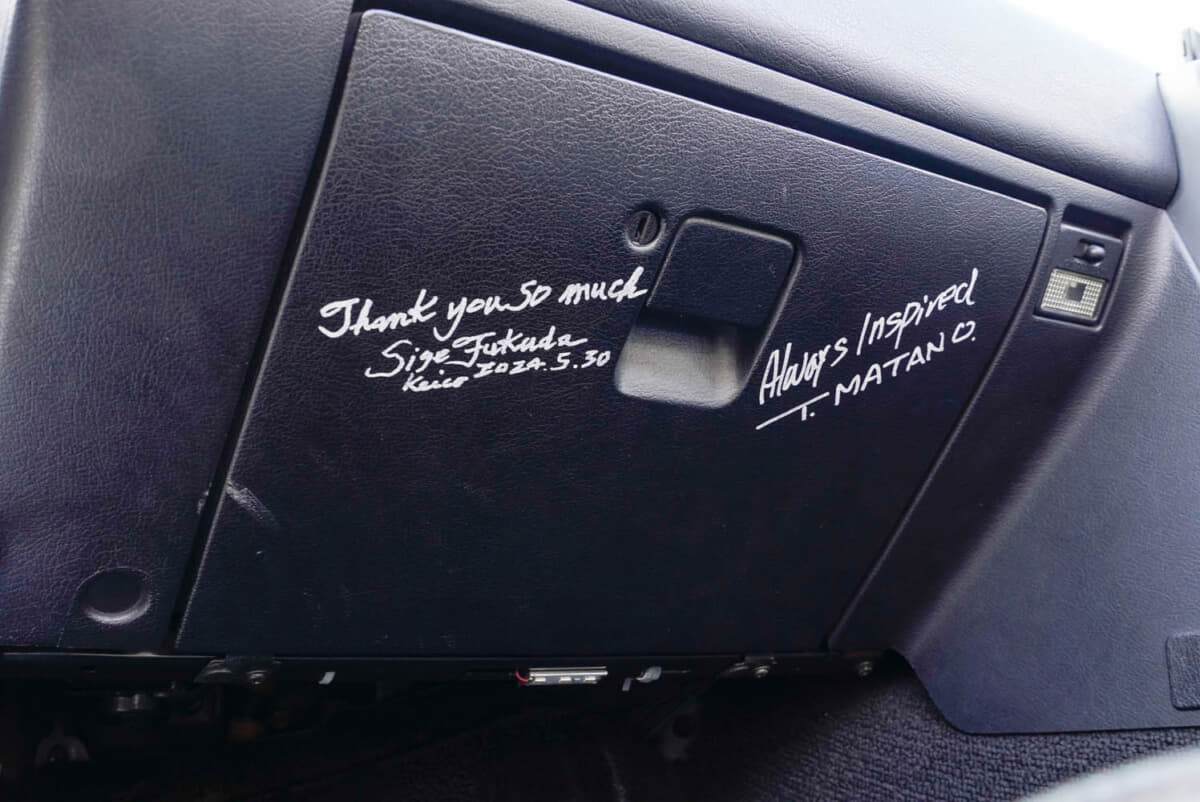 Thank you so much
Sige Fukuda
Keico 2024.5.30
Always Inspired
T. MATANO.